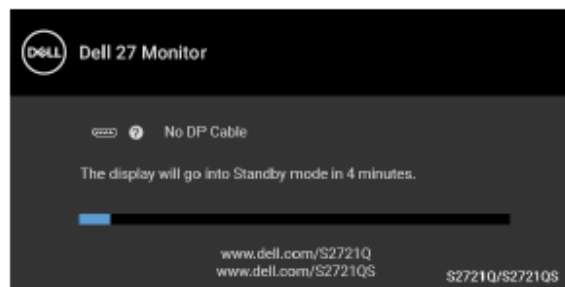 DELL Dell 27 Monitor
? No DP Cable
The display will go into Standby mode in 4 minutes.
www.dell.com/S2721Q
www.dell.com/S2721QS
S2721Q/S2721QS